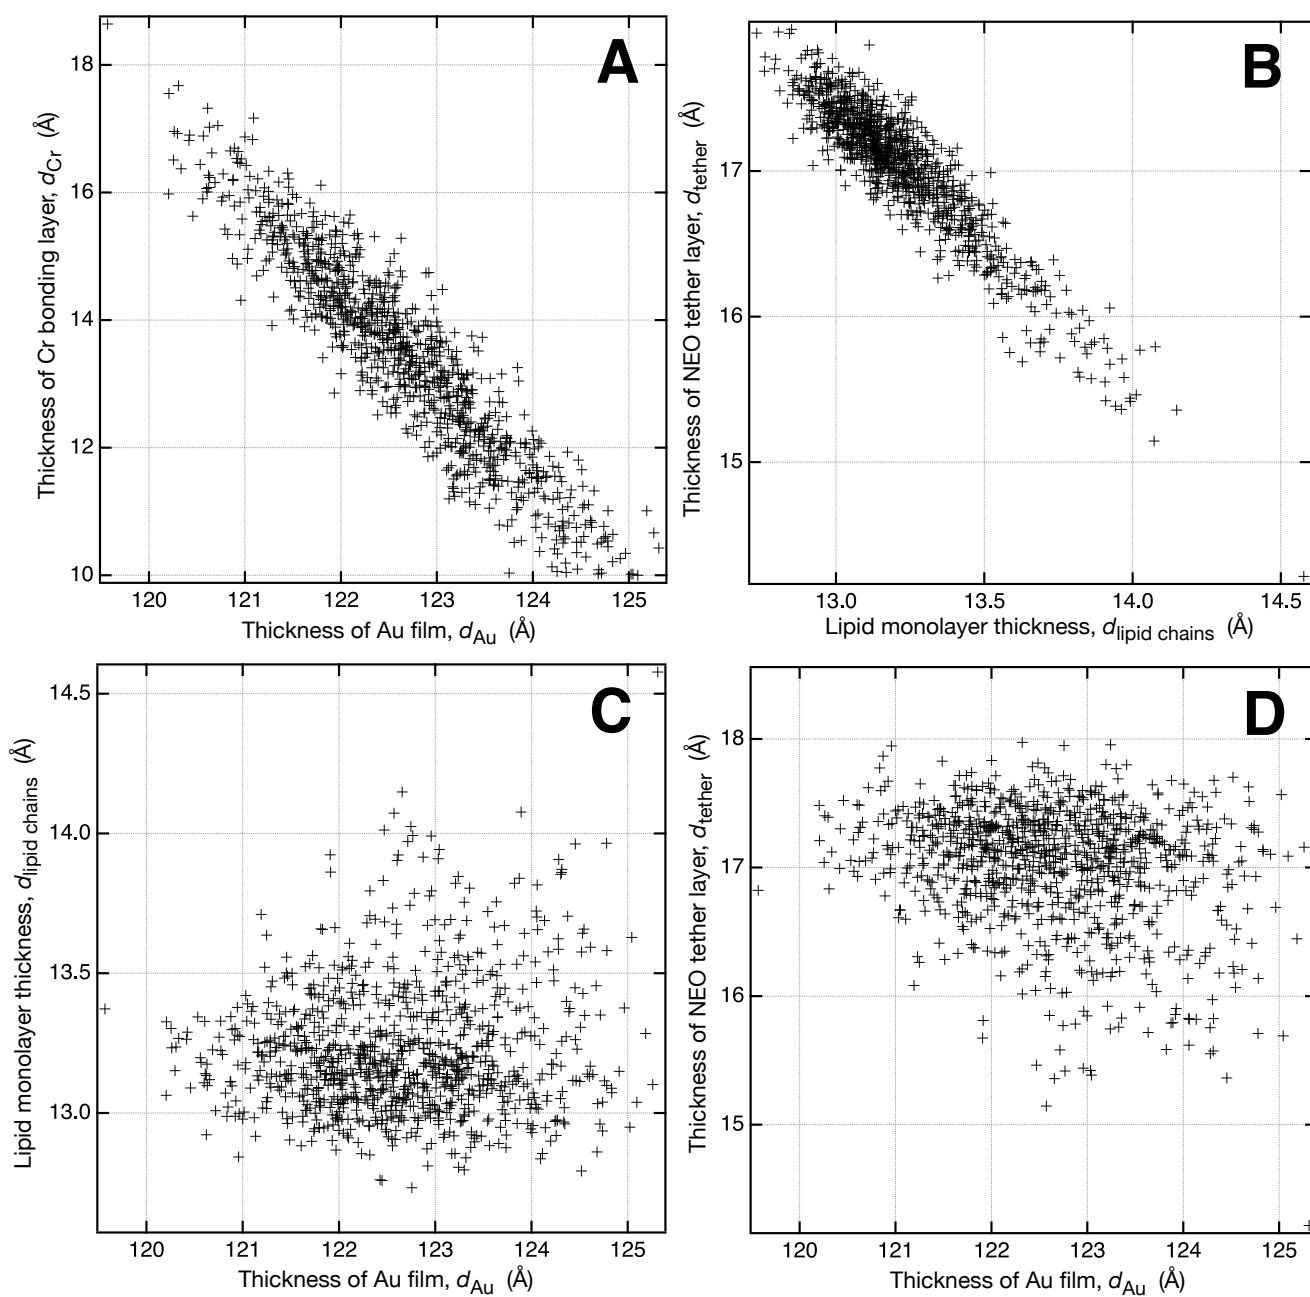 A
18
16
14
12
10
Thickness of Cr bonding layer, dCr (Å)
120 121 122 123 124 125
Thickness of Au film, dAu (Å)
B
17
16
15
Thickness of NEO tether layer, dtether (Å)
13.0 13.5 14.0 14.5
Lipid monolayer thickness, dlipid chains (Å)
C
14.5
14.0
13.5
13.0
Lipid monolayer thickness, dlipid chains (Å)
120 121 122 123 124 125
Thickness of Au film, dAu (Å)
D
18
17
16
15
Thickness of NEO tether layer, dtether (Å)
120 121 122 123 124 125
Thickness of Au film, dAu (Å)